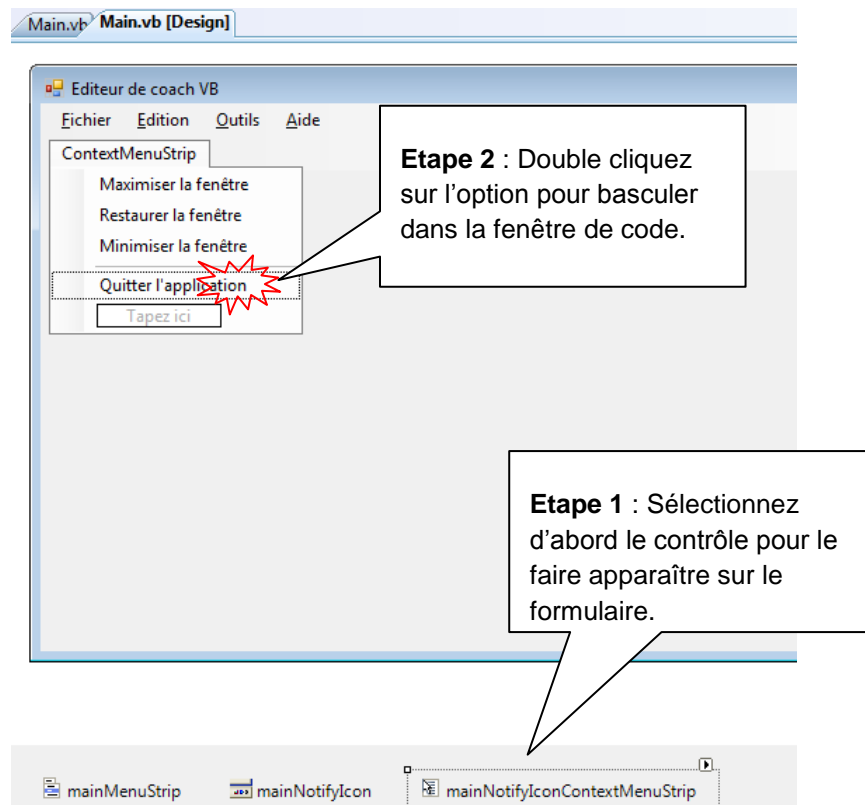 Main.vb Main.vb [Design]
Editeur de coach VB
Fichier Edition Outils Aide
ContextMenuStrip
Maximiser la fenêtre
Restaurer la fenêtre
Minimiser la fenêtre
Quitter l'application
Tapez ici
Etape 2 : Double cliquez
sur l’option pour basculer
dans la fenêtre de code.
Etape 1 : Sélectionnez
d’abord le contrôle pour le
faire apparaître sur le
formulaire.
mainMenuStrip mainNotifyIcon mainNotifyIconContextMenuStrip